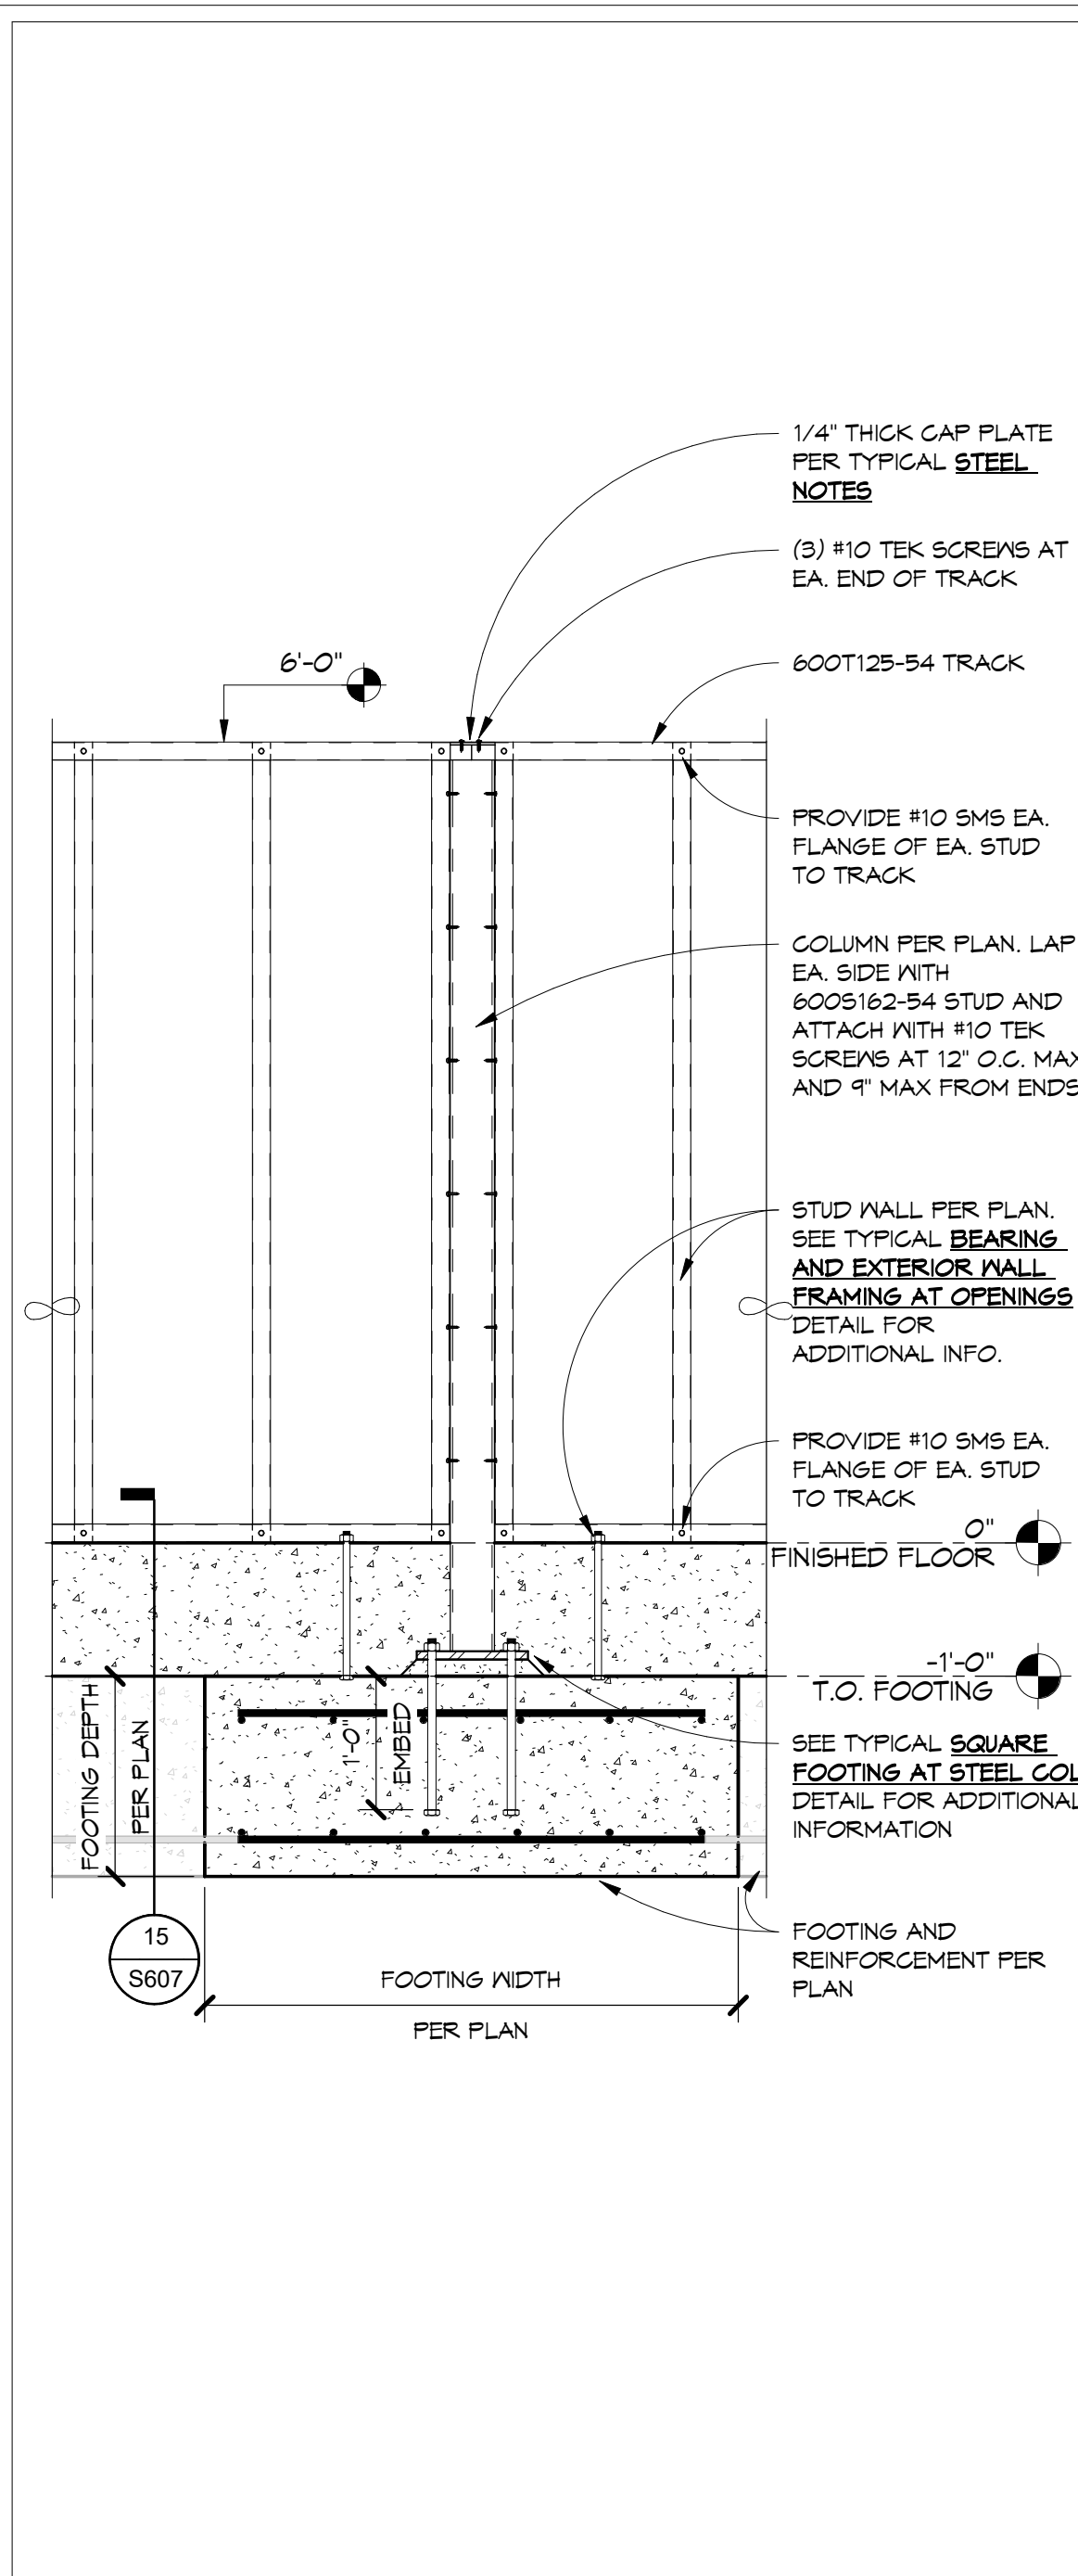 1/4" THICK CAP PLATE
PER TYPICAL STEEL
NOTES
(3) #10 TEK SCREWS AT
EA. END OF TRACK
6'-0"
600T125-54 TRACK
PROVIDE #10 SMS EA.
FLANGE OF EA. STUD
TO TRACK
COLUMN PER PLAN. LAP
EA. SIDE WITH
600S162-54 STUD AND
ATTACH WITH #10 TEK
SCREWS AT 12" O.C. MAX
AND 9" MAX FROM ENDS
STUD WALL PER PLAN.
SEE TYPICAL BEARING
AND EXTERIOR WALL
FRAMING AT OPENINGS
DETAIL FOR
ADDITIONAL INFO.
PROVIDE #10 SMS EA.
FLANGE OF EA. STUD
TO TRACK
0"
FINISHED FLOOR
-1'-0"
T.O. FOOTING
FOOTING DEPTH
PER PLAN
1'-0"
EMBED
SEE TYPICAL SQUARE
FOOTING AT STEEL COL
DETAIL FOR ADDITIONAL
INFORMATION
FOOTING AND
REINFORCEMENT PER
PLAN
15
S607
FOOTING WIDTH
PER PLAN